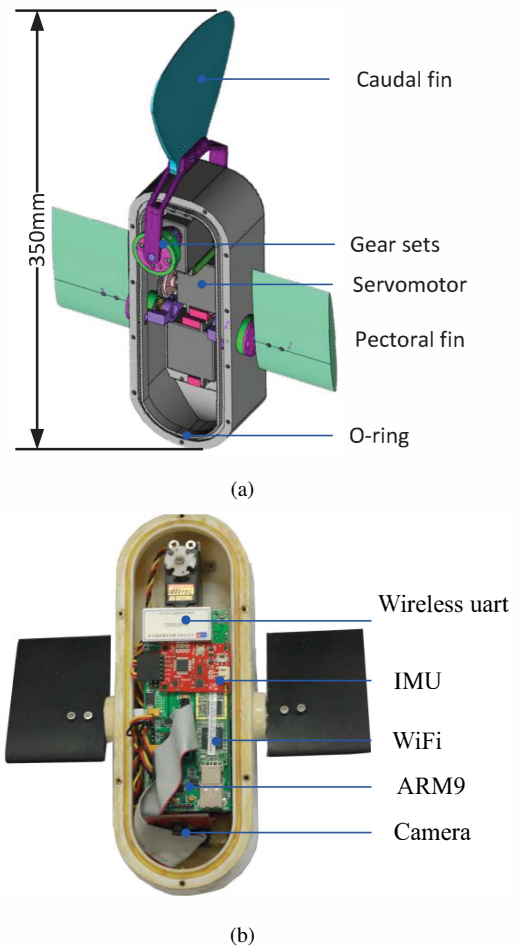 Caudal fin
350mm
Gear sets
Servomotor
Pectoral fin
O-ring
(a)
Wireless uart
IMU
WiFi
ARM9
Camera
(b)